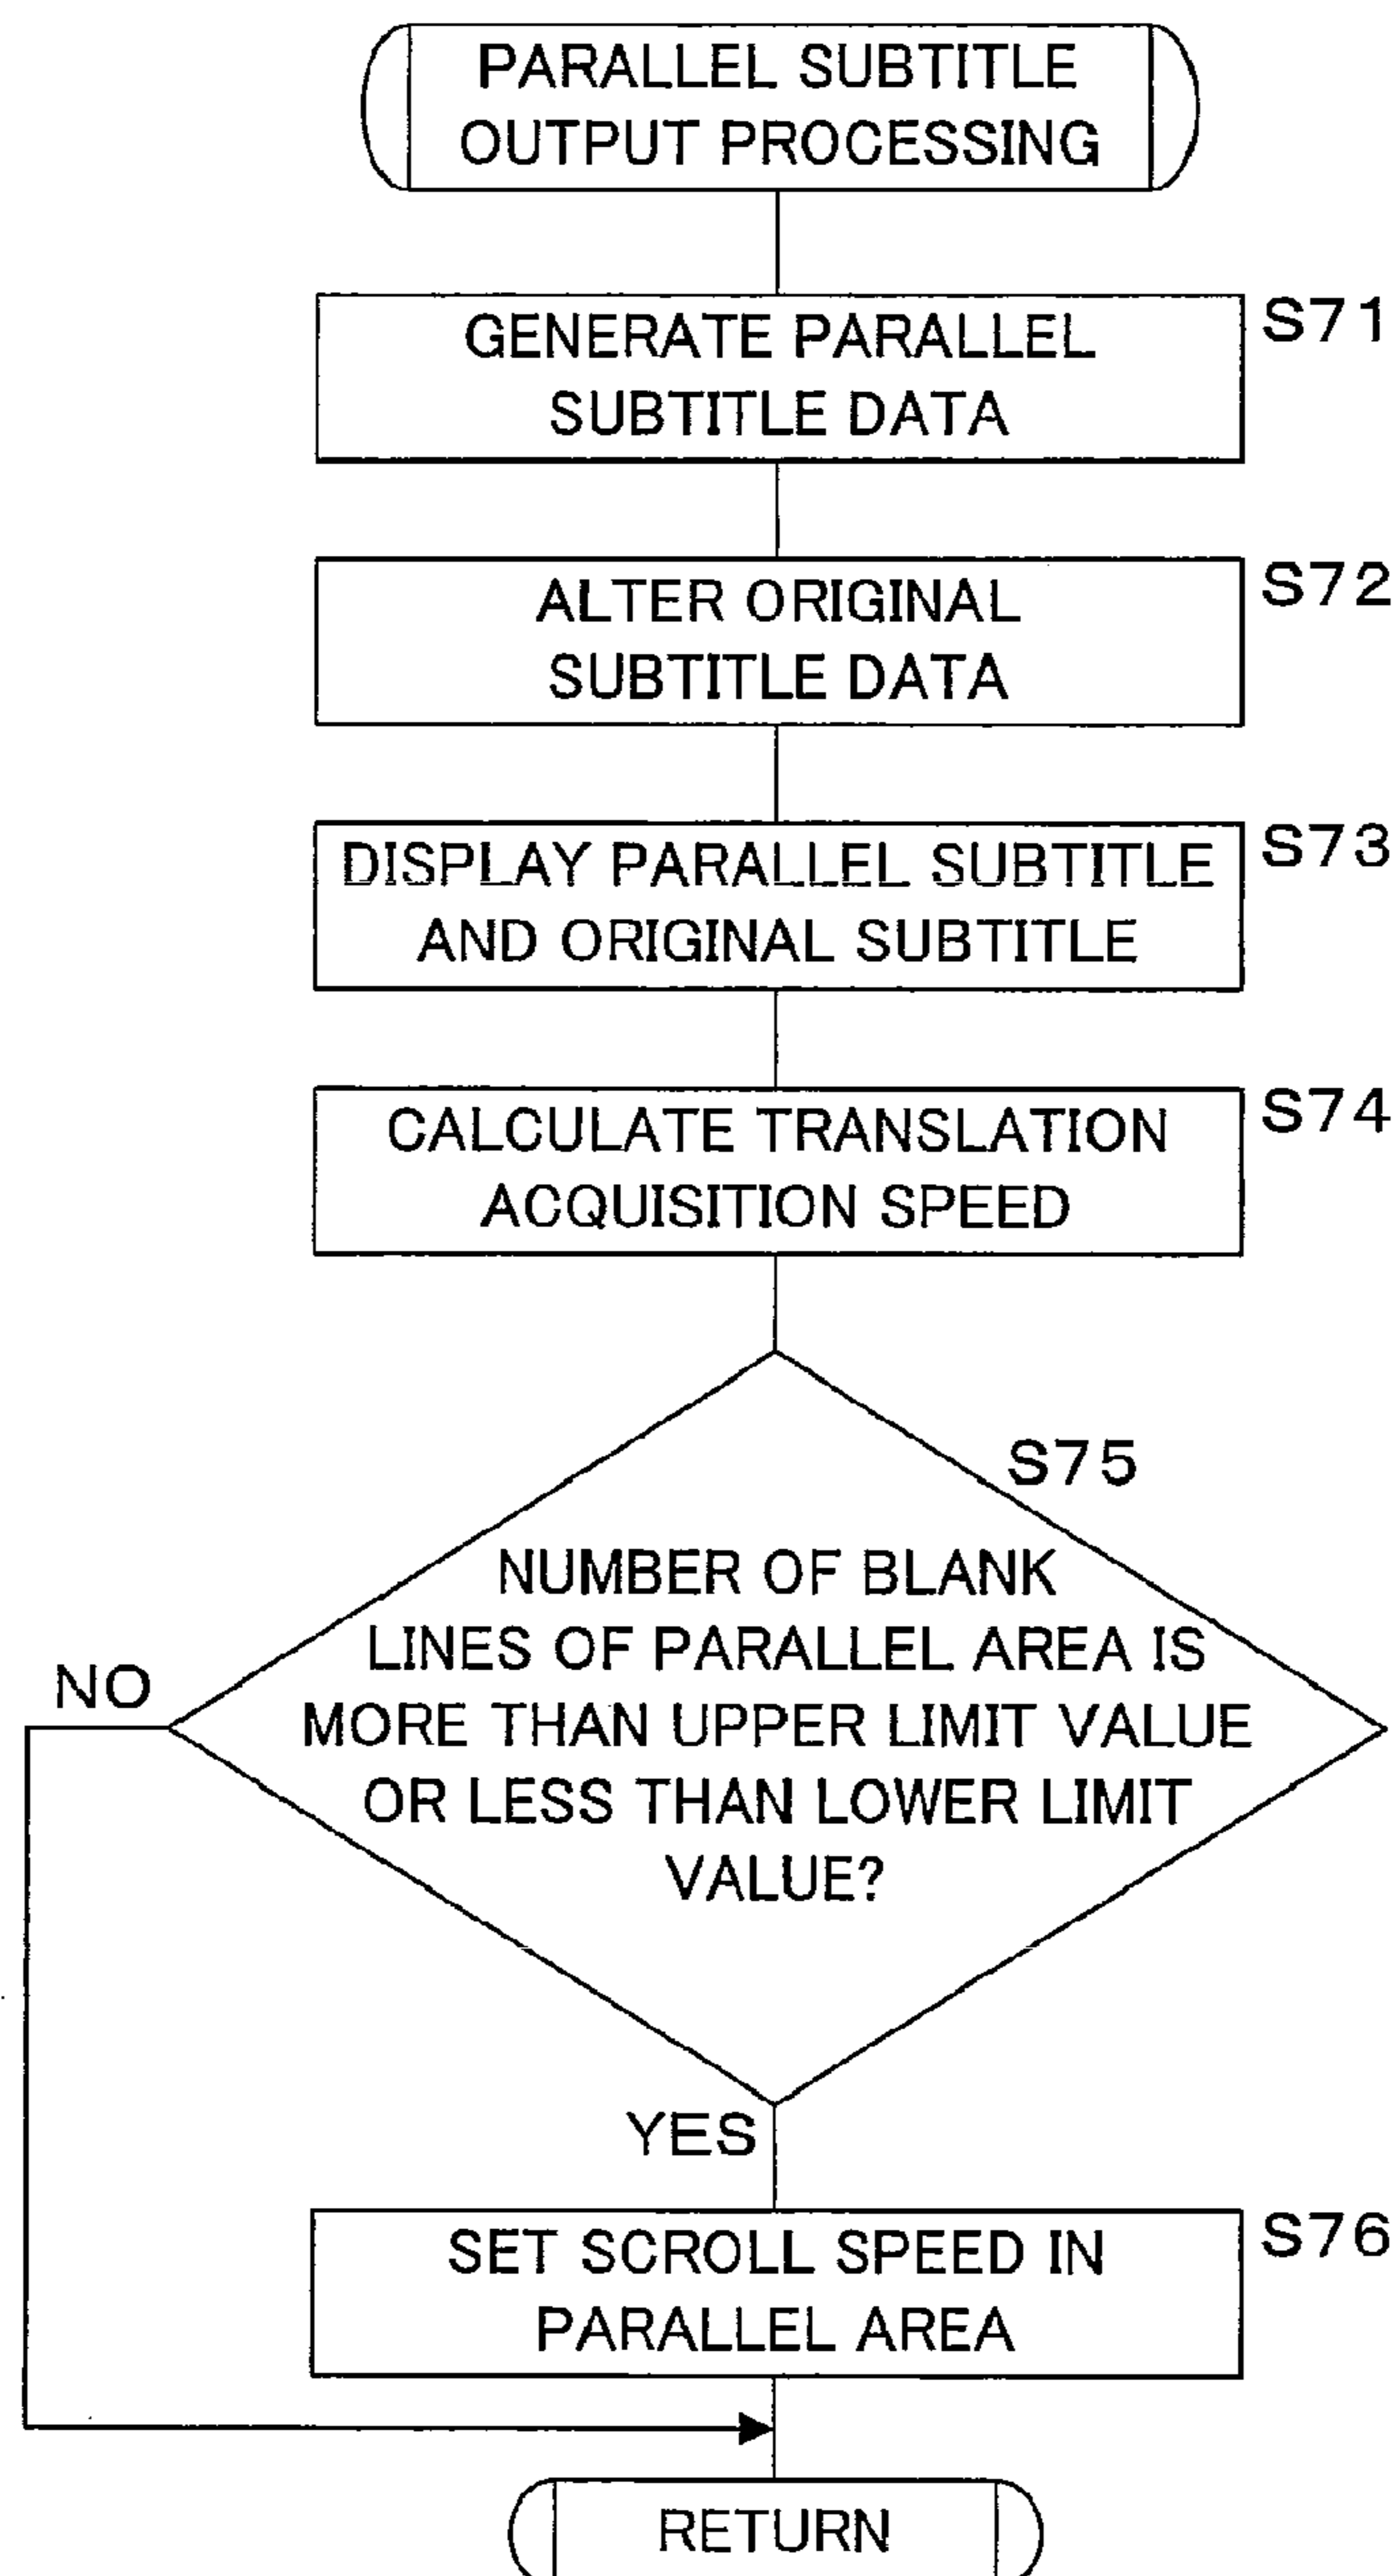 PARALLEL SUBTITLE
OUTPUT PROCESSING
S71
GENERATE PARALLEL
SUBTITLE DATA
S72
ALTER ORIGINAL
SUBTITLE DATA
S73
DISPLAY PARALLEL SUBTITLE
AND ORIGINAL SUBTITLE
S74
CALCULATE TRANSLATION
ACQUISITION SPEED
S75
NUMBER OF BLANK
LINES OF PARALLEL AREA IS
MORE THAN UPPER LIMIT VALUE
OR LESS THAN LOWER LIMIT
VALUE?
NO
YES
S76
SET SCROLL SPEED IN
PARALLEL AREA
RETURN